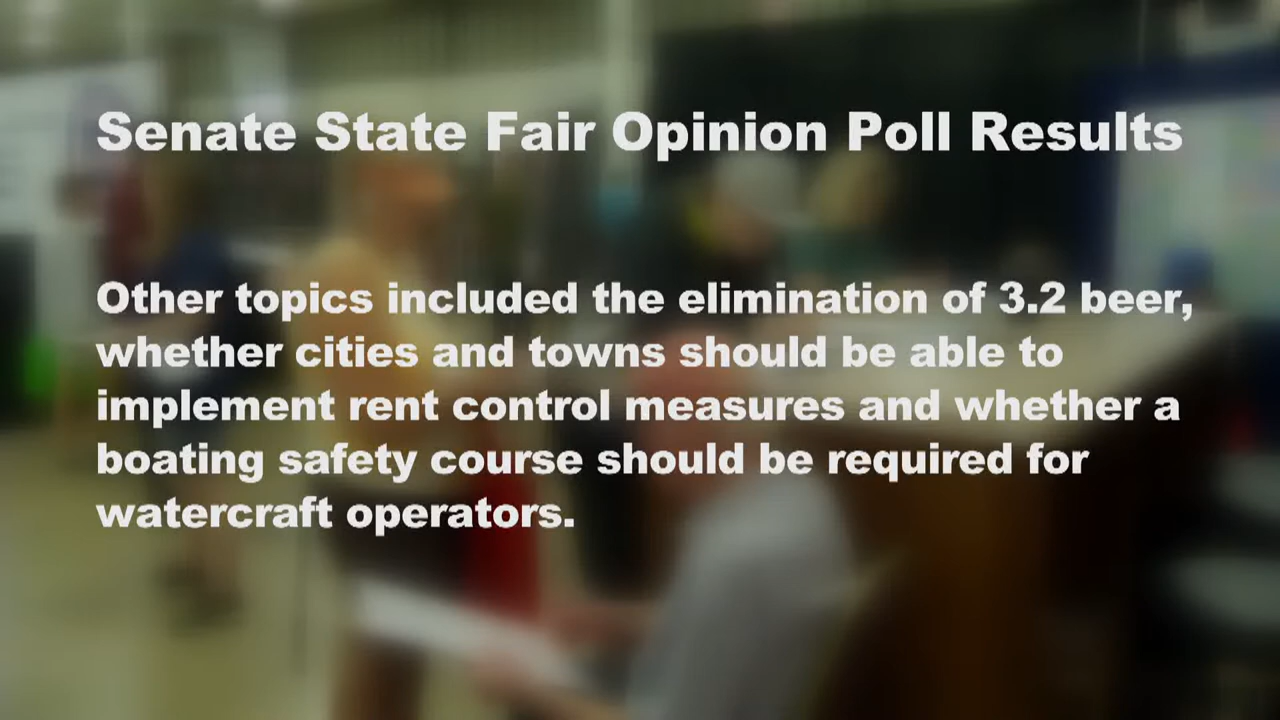 Senate State Fair Opinion Poll Results
Other topics included the elimination of 3.2 beer,
whether cities and towns should be able to
implement rent control measures and whether a
boating safety course should be required for
watercraft operators.